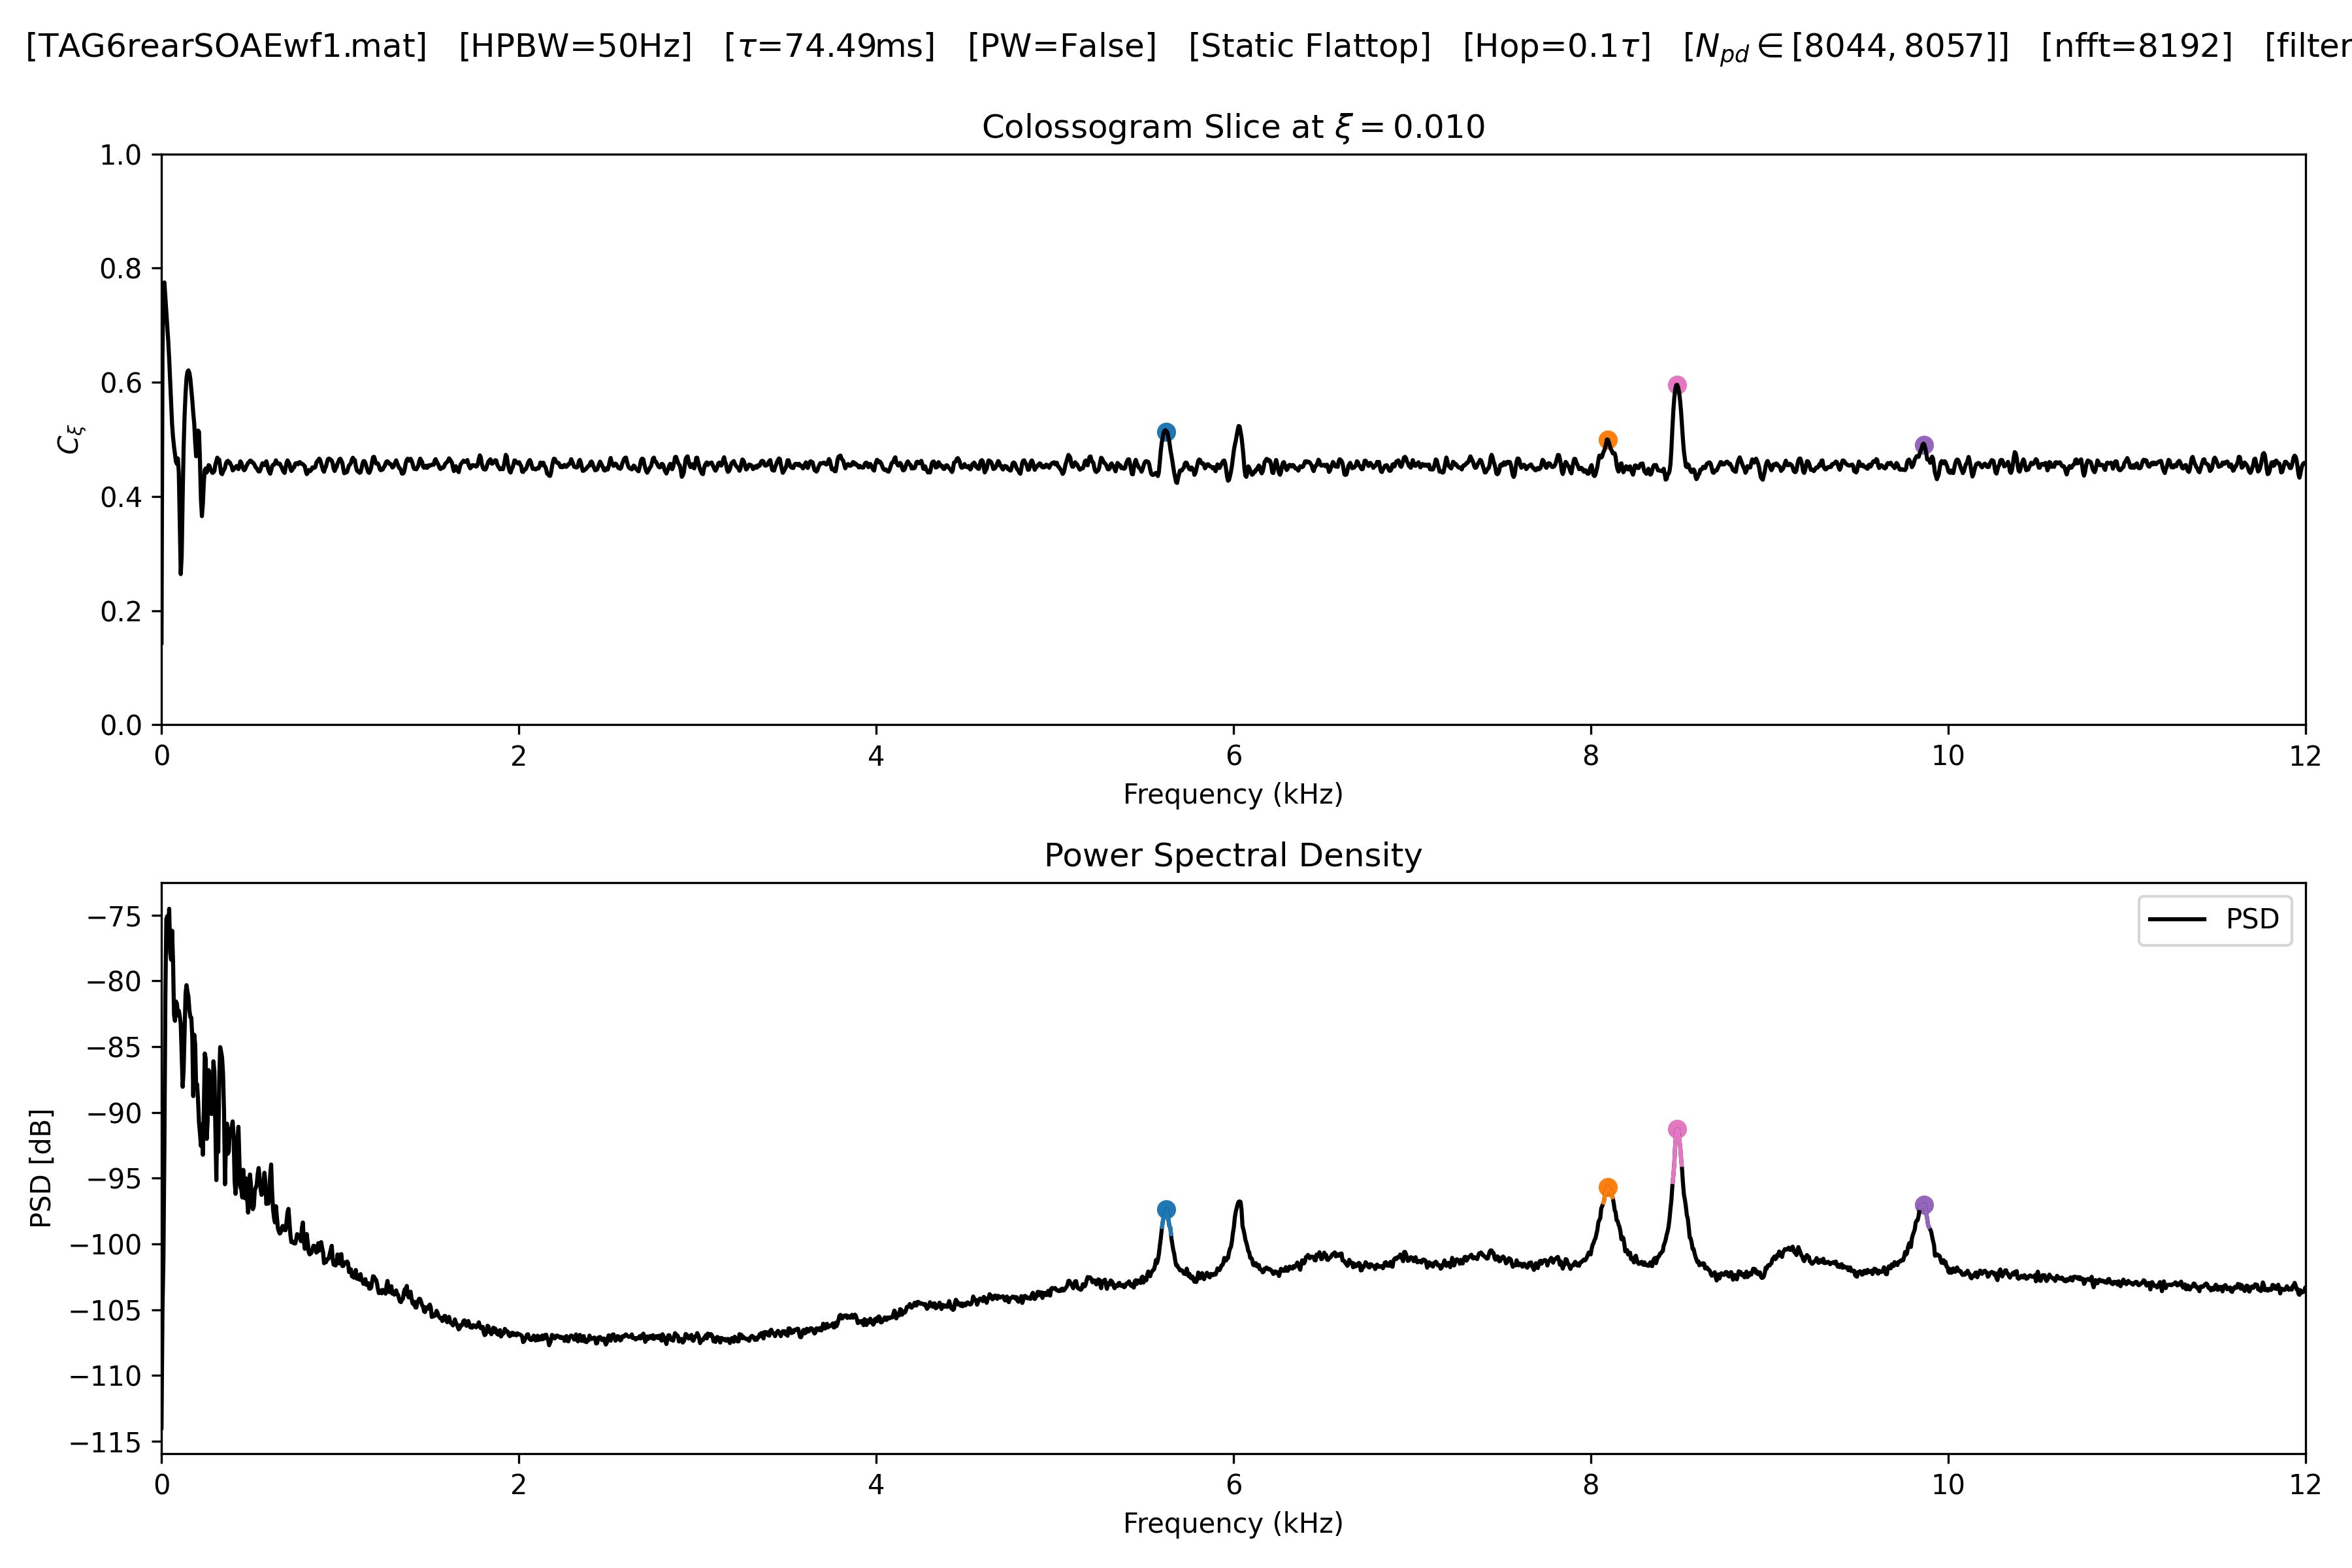 [TAG6rearSOAEwf1.mat] [HPBW=50Hz] [τ=74.49ms] [PW=False] [Static Flattop] [Hop=0.1τ] [N_pd ∈ [8044, 8057]] [nfft=8192] [filter
Colossogram Slice at ξ = 0.010
1.0
0.8
0.6
0.4
0.2
0.0
C_ξ
0 2 4 6 8 10 12
Frequency (kHz)
Power Spectral Density
PSD
−75
−80
−85
−90
−95
−100
−105
−110
−115
PSD [dB]
0 2 4 6 8 10 12
Frequency (kHz)